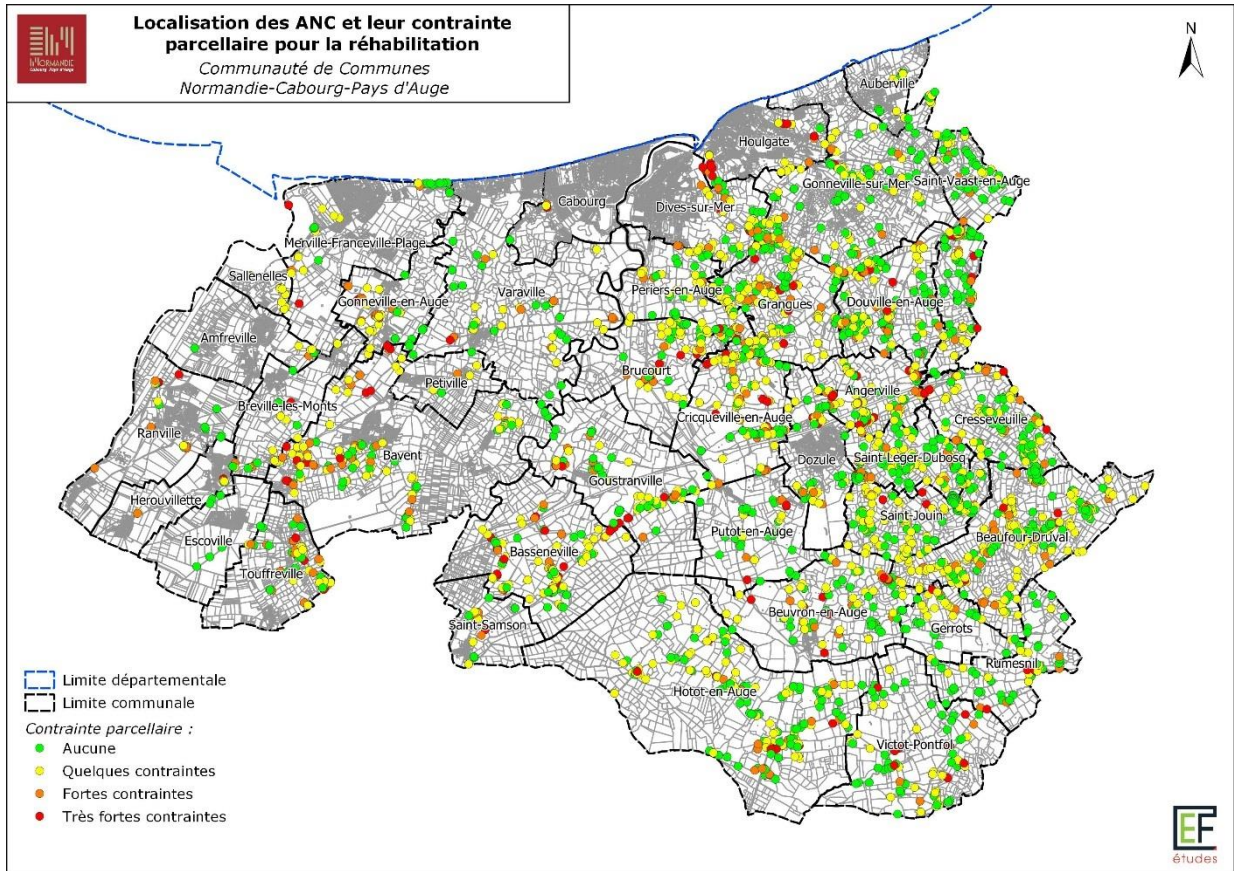 Localisation des ANC et leur contrainte
parcellaire pour la réhabilitation
Communauté de Communes
Normandie-Cabourg-Pays d'Auge
N
Auberville
Houlgate
Gonneville-sur-Mer
Saint-Vaast-en-Auge
Cabourg
Dives-sur-Mer
Merville-Franceville-Plage
Sallenelles
Gonneville-en-Auge
Varaville
Periers-en-Auge
Grangues
Douville-en-Auge
Amfreville
Petiville
Brucourt
Angerville
Breville-les-Monts
Cricqueville-en-Auge
Cresseveuille
Ranville
Bavent
Dozule
Saint-Leger-Dubosq
Goustranville
Herouvillette
Saint-Jouin
Escoville
Basseneville
Putot-en-Auge
Beaufour-Druval
Touffreville
Beuvron-en-Auge
Saint-Samson
Gerrots
Rumesnil
Hotot-en-Auge
Victot-Pontfol
Limite départementale
Limite communale
Contrainte parcellaire :
Aucune
Quelques contraintes
Fortes contraintes
Très fortes contraintes
EF
études